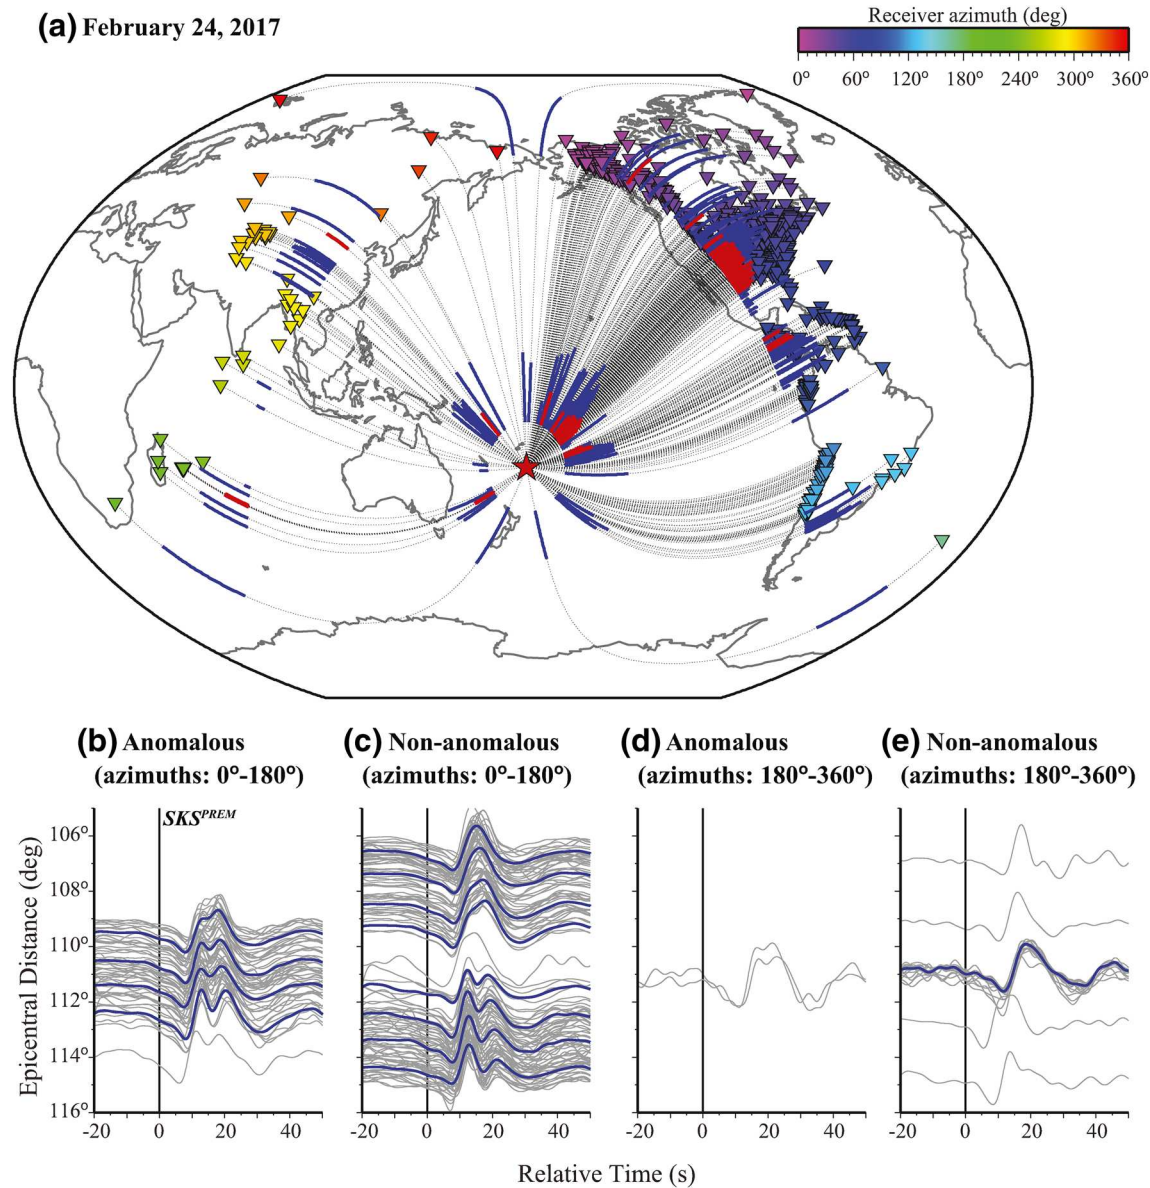 (a) February 24, 2017
Receiver azimuth (deg)
0° 60° 120° 180° 240° 300° 360°
(b) Anomalous
(azimuths: 0°-180°)
(c) Non-anomalous
(azimuths: 0°-180°)
(d) Anomalous
(azimuths: 180°-360°)
(e) Non-anomalous
(azimuths: 180°-360°)
SKS^PREM
Epicentral Distance (deg)
106°
108°
110°
112°
114°
116°
-20 0 20 40
-20 0 20 40
-20 0 20 40
-20 0 20 40
Relative Time (s)